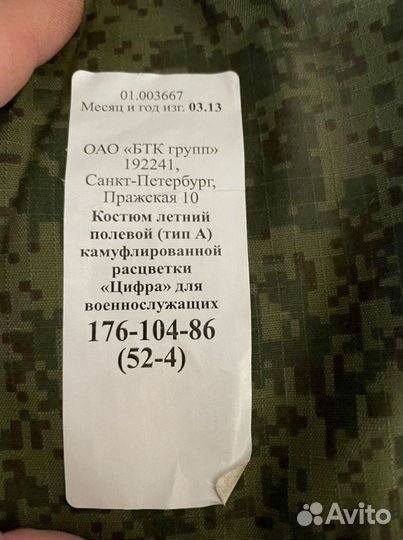 01.003667
Месяц и год изг. 03.13
ОАО «БТК групп»
192241,
Санкт-Петербург,
Пражская 10
Костюм летний
полевой (тип А)
камуфлированной
расцветки
«Цифра» для
военнослужащих
176-104-86
(52-4)
Avito